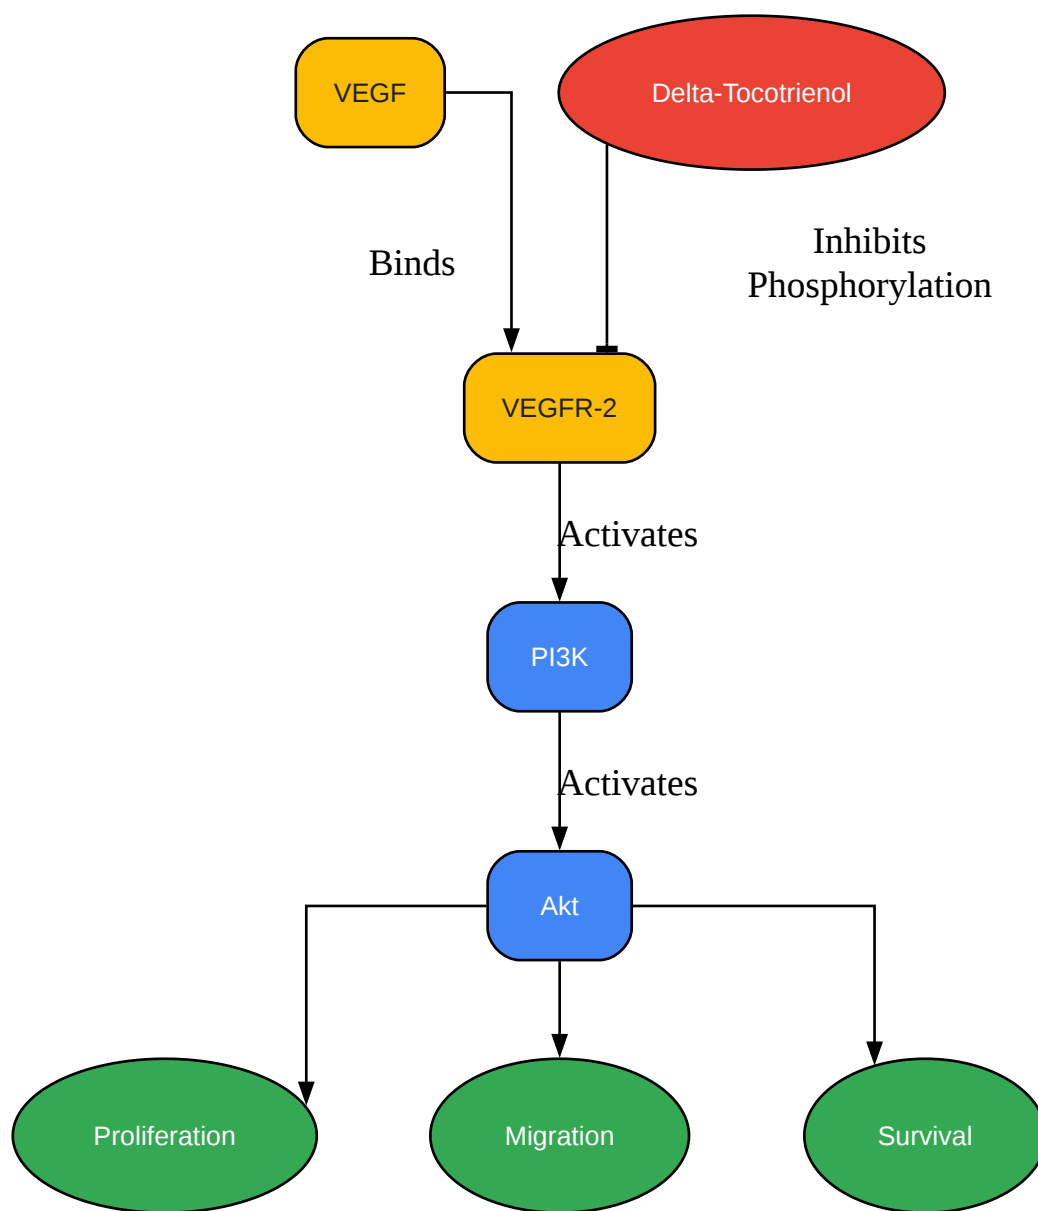 VEGF
Delta-Tocotrienol
Binds
Inhibits
Phosphorylation
VEGFR-2
Activates
PI3K
Activates
Akt
Proliferation
Migration
Survival